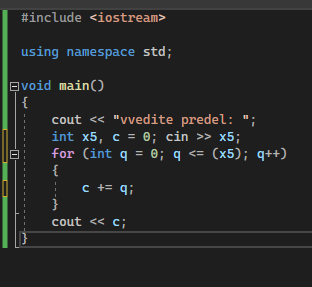 #include <iostream>
using namespace std;
void main()
{
cout << "vvedite predel: ";
int x5, c = 0; cin >> x5;
for (int q = 0; q <= (x5); q++)
{
c += q;
}
cout << c;
}